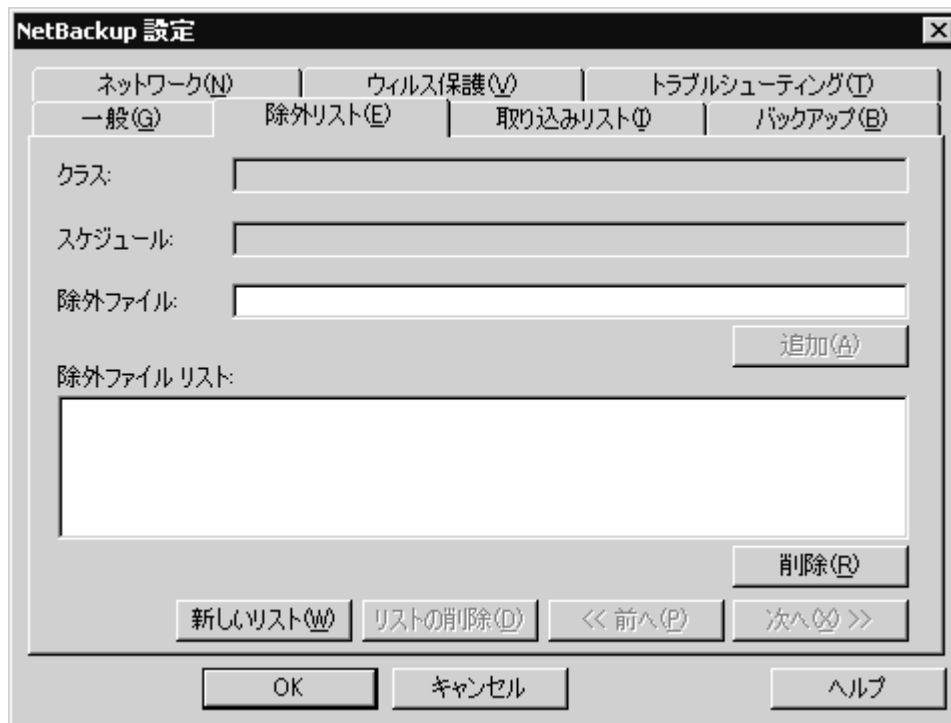 NetBackup 設定
ネットワーク(N) ウィルス保護(V) トラブルシューティング(T)
一般(G) 除外リスト(E) 取り込みリスト(I) バックアップ(B)
クラス:
スケジュール:
除外ファイル:
追加(A)
除外ファイル リスト:
削除(R)
新しいリスト(W) リストの削除(D) << 前へ(P) 次へ(X) >>
OK キャンセル ヘルプ